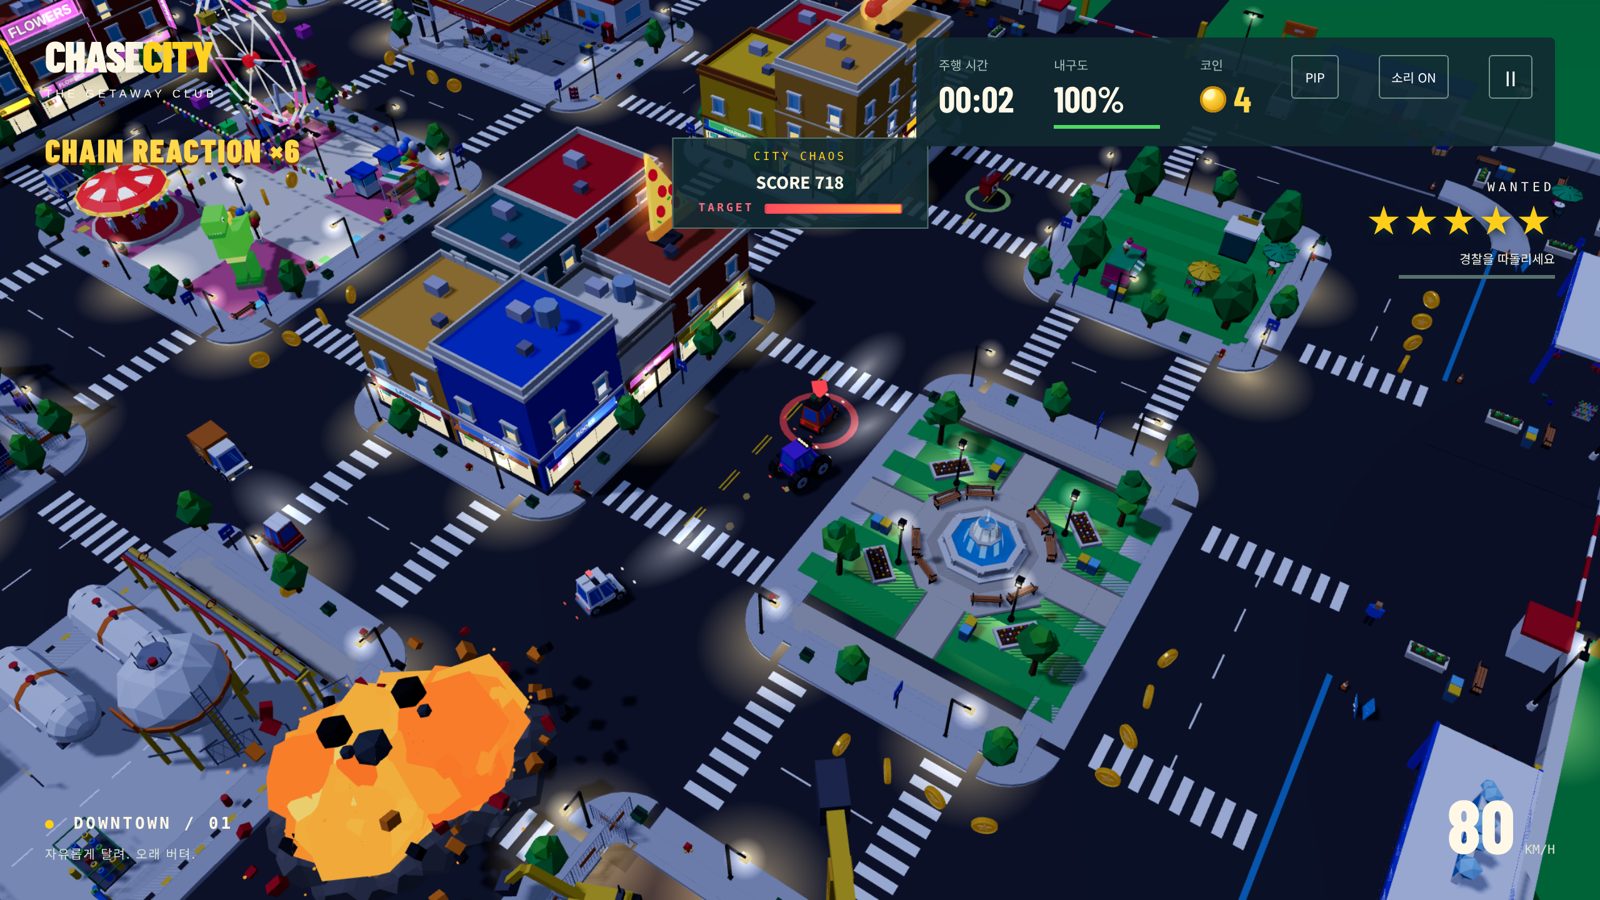 FLOWERS
CHASECITY
THE GETAWAY CLUB
CHAIN REACTION ×6
주행 시간
00:02
내구도
100%
코인
4
PIP
소리 ON
CITY CHAOS
SCORE 718
TARGET
WANTED
경찰을 따돌리세요
BOOKS
DOWNTOWN / 01
자유롭게 달려. 오래 버텨.
80
KM/H